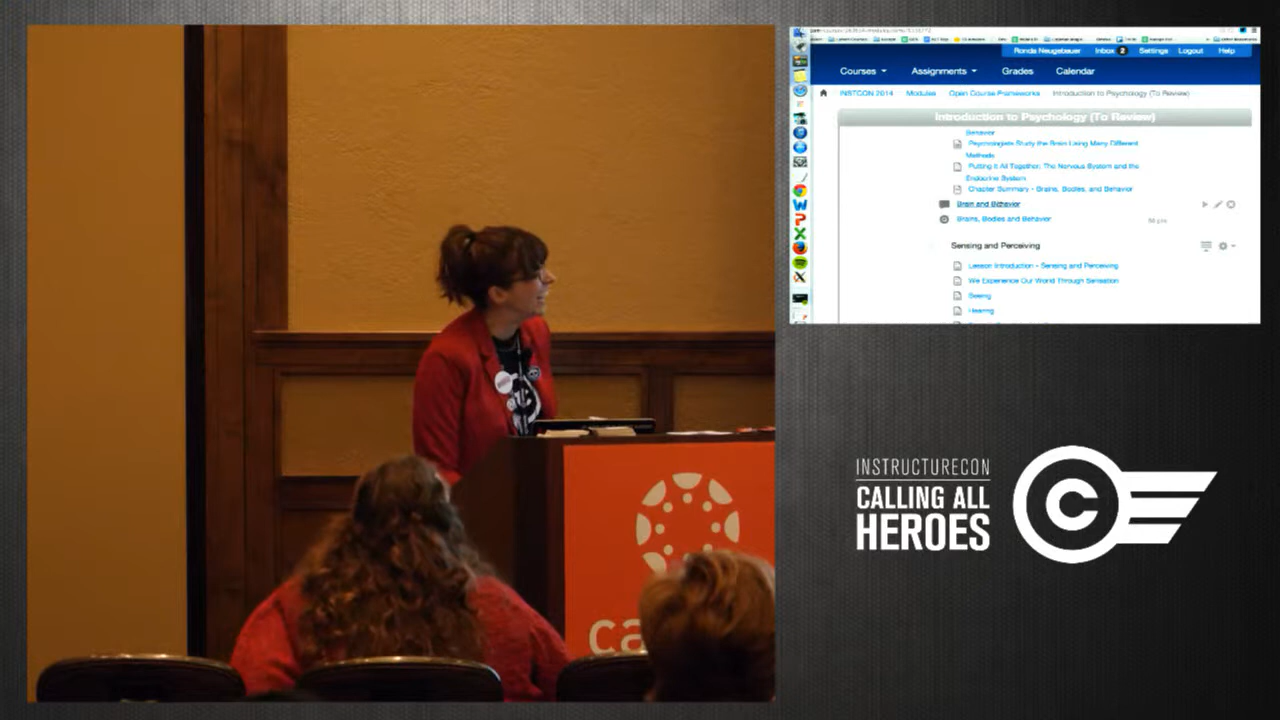 Ronda Neugebauer Inbox 2 Settings Logout Help
Courses Assignments Grades Calendar
INSTCON 2014 Modules Open Course Frameworks Introduction to Psychology (To Review)
Introduction to Psychology (To Review)
Behavior
Psychologists Study the Brain Using Many Different
Methods
Putting It All Together: The Nervous System and the
Endocrine System
Chapter Summary - Brains, Bodies, and Behavior
Brain and Behavior
Brains, Bodies and Behavior
Sensing and Perceiving
Lesson Introduction - Sensing and Perceiving
We Experience Our World Through Sensation
Seeing
Hearing
INSTRUCTURECON
CALLING ALL
HEROES
C
ca